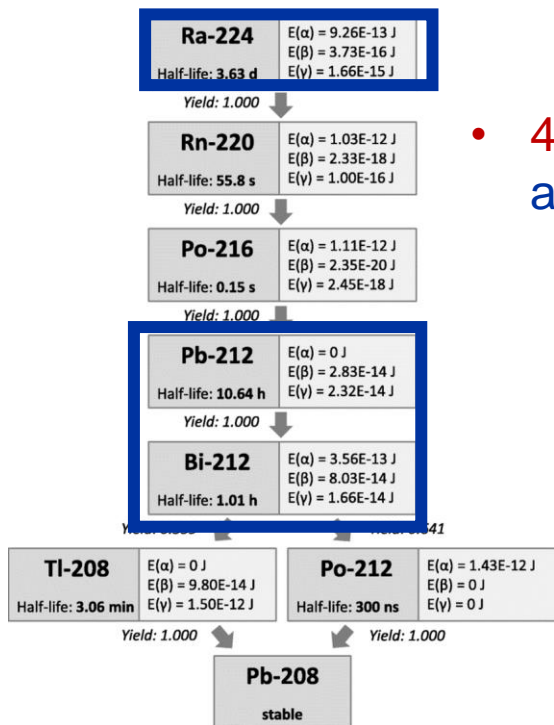 Ra-224
Half-life: 3.63 d
E(α) = 9.26E-13 J
E(β) = 3.73E-16 J
E(γ) = 1.66E-15 J
Yield: 1.000
Rn-220
Half-life: 55.8 s
E(α) = 1.03E-12 J
E(β) = 2.33E-18 J
E(γ) = 1.00E-16 J
• 4
a
Yield: 1.000
Po-216
Half-life: 0.15 s
E(α) = 1.11E-12 J
E(β) = 2.35E-20 J
E(γ) = 2.45E-18 J
Yield: 1.000
Pb-212
Half-life: 10.64 h
E(α) = 0 J
E(β) = 2.83E-14 J
E(γ) = 2.32E-14 J
Yield: 1.000
Bi-212
Half-life: 1.01 h
E(α) = 3.56E-13 J
E(β) = 8.03E-14 J
E(γ) = 1.66E-14 J
Tl-208
Half-life: 3.06 min
E(α) = 0 J
E(β) = 9.80E-14 J
E(γ) = 1.50E-12 J
Po-212
Half-life: 300 ns
E(α) = 1.43E-12 J
E(β) = 0 J
E(γ) = 0 J
Yield: 1.000
Yield: 1.000
Pb-208
stable